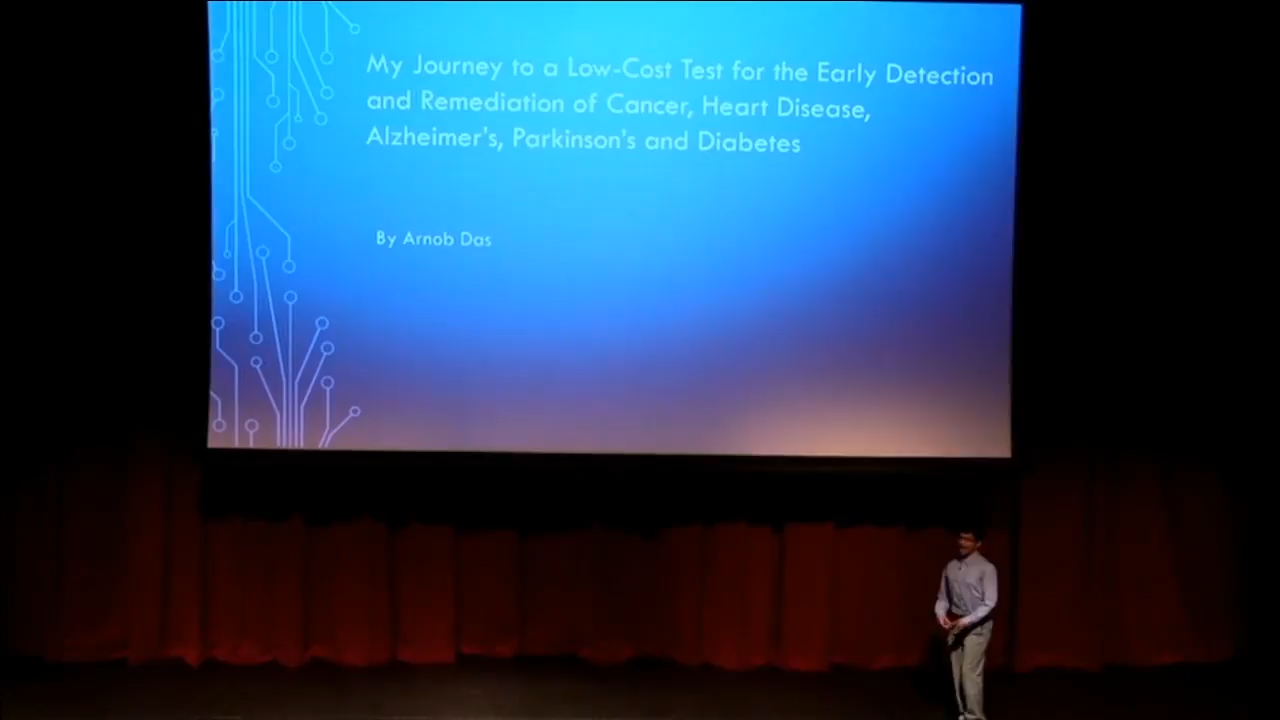 My Journey to a Low-Cost Test for the Early Detection
and Remediation of Cancer, Heart Disease,
Alzheimer's, Parkinson's and Diabetes
By Arnob Das